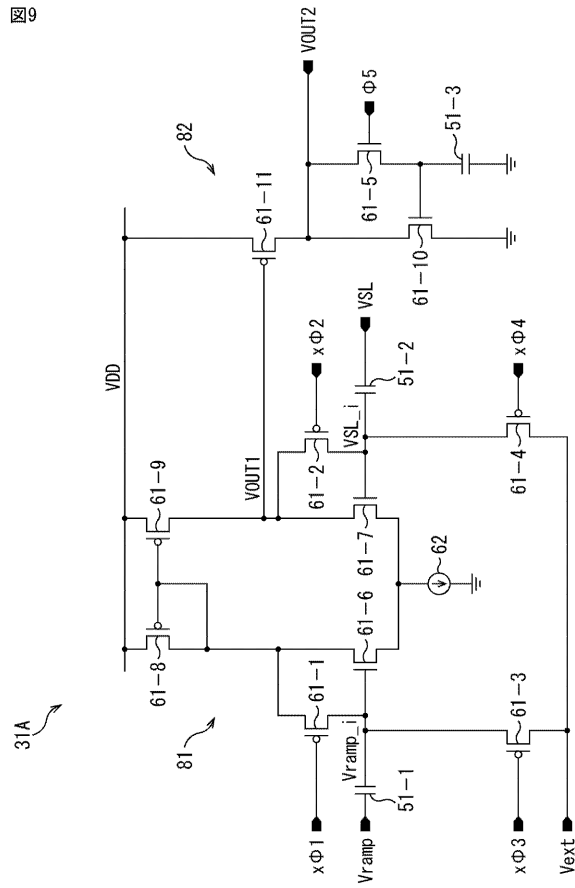 図9
31A
81
82
VDD
61-8
61-9
61-11
VOUT2
VOUT1
Φ5
61-5
51-3
61-10
xΦ2
61-2
VSL_i
VSL
51-2
61-7
61-6
62
61-1
xΦ1
Vramp_i
Vramp
51-1
xΦ4
61-4
61-3
xΦ3
Vext